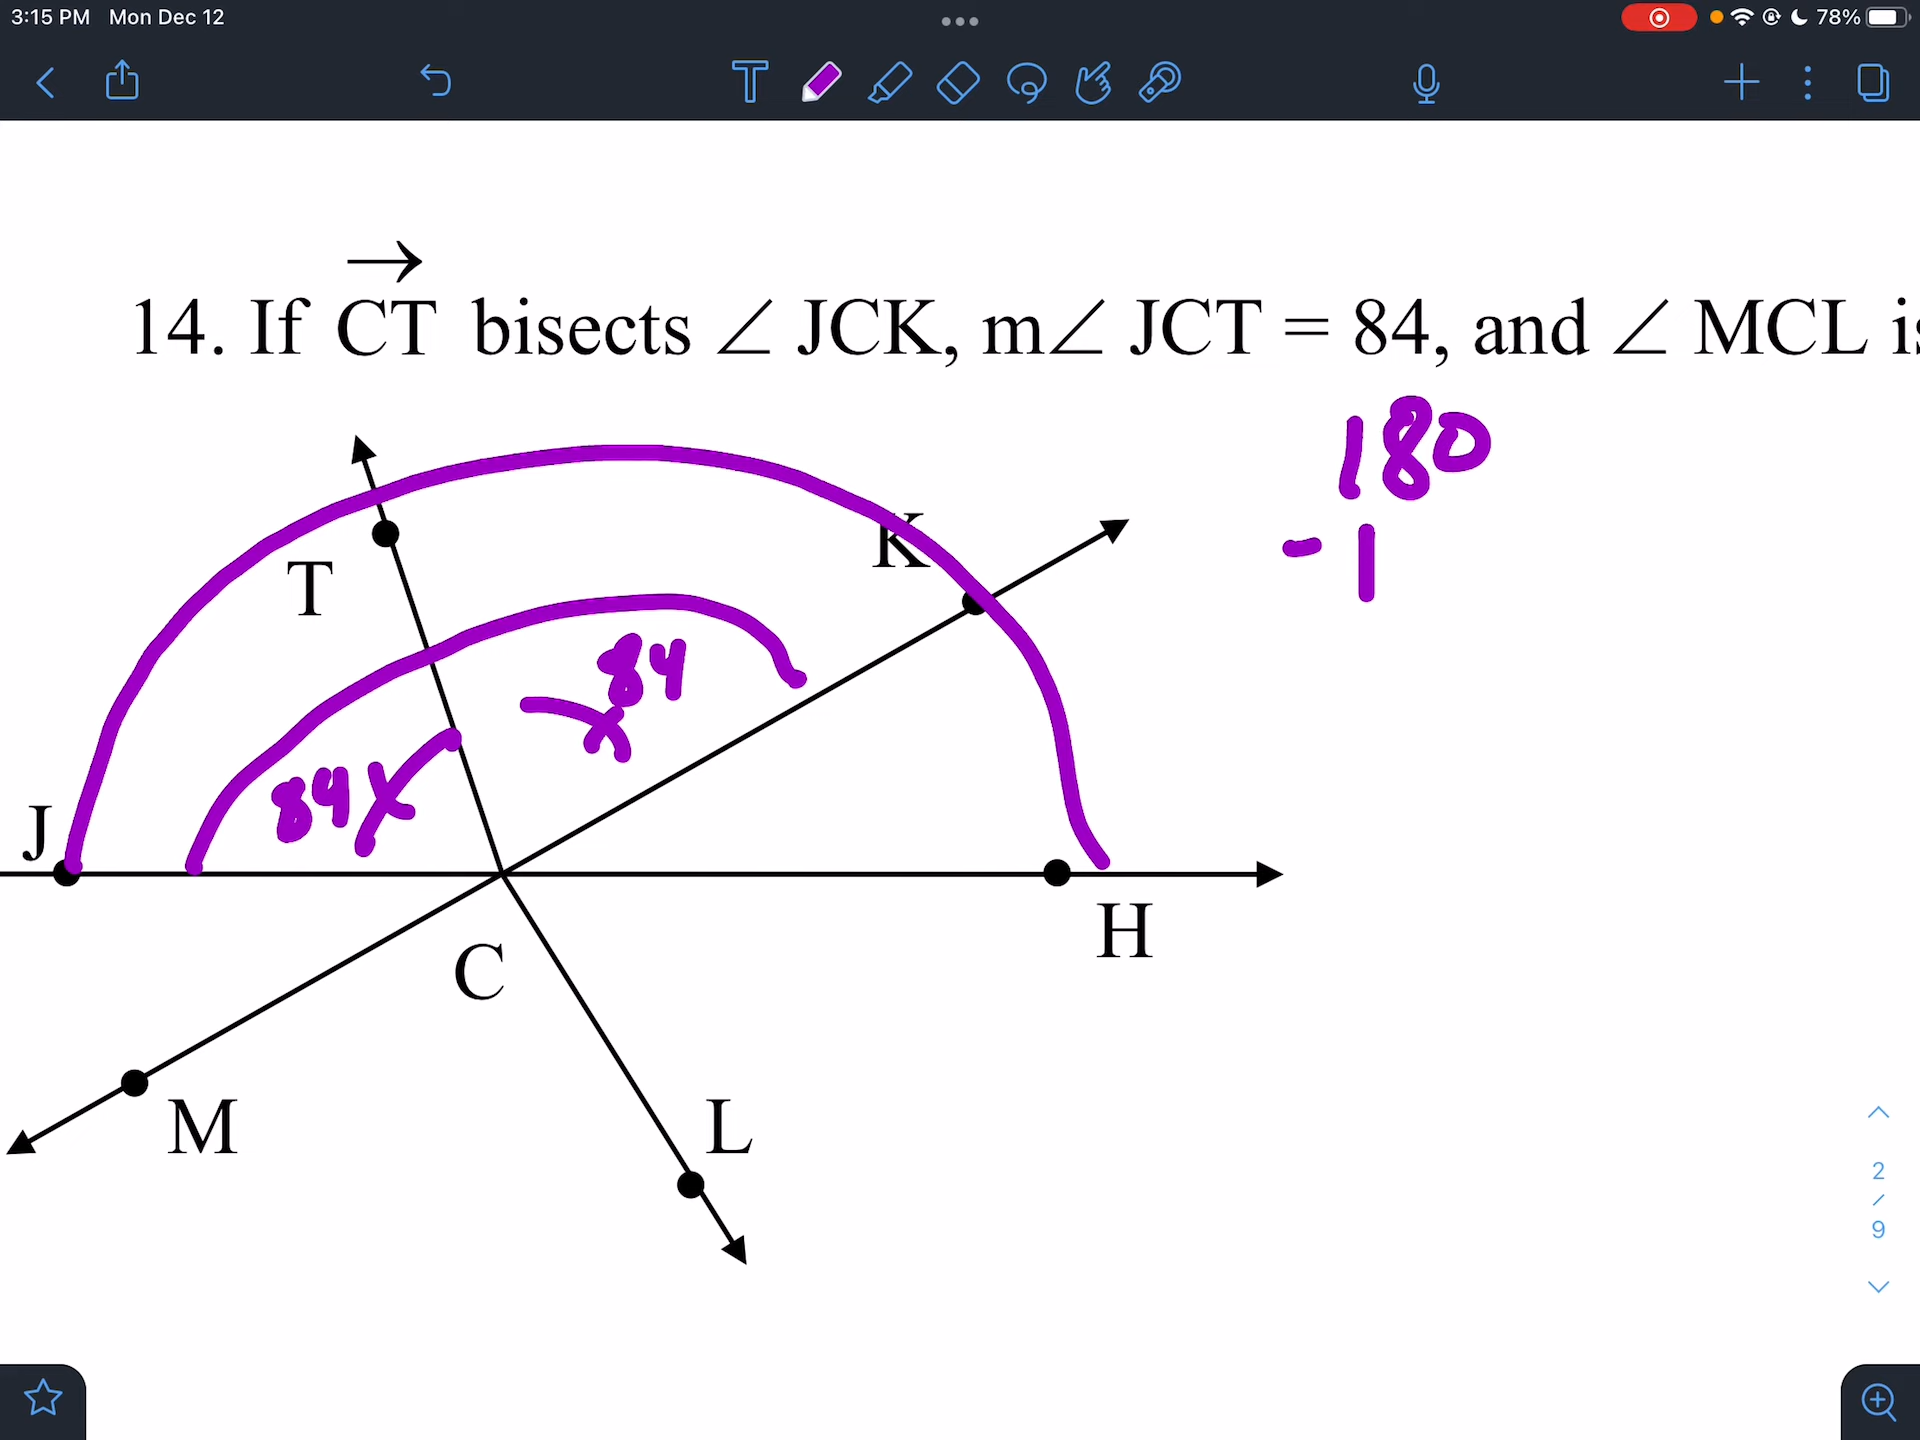 3:15 PM Mon Dec 12
78%
14. If CT bisects ∠ JCK, m∠ JCT = 84, and ∠ MCL is
180
- 1
K
T
84
84
J
H
C
M
L
2
/
9